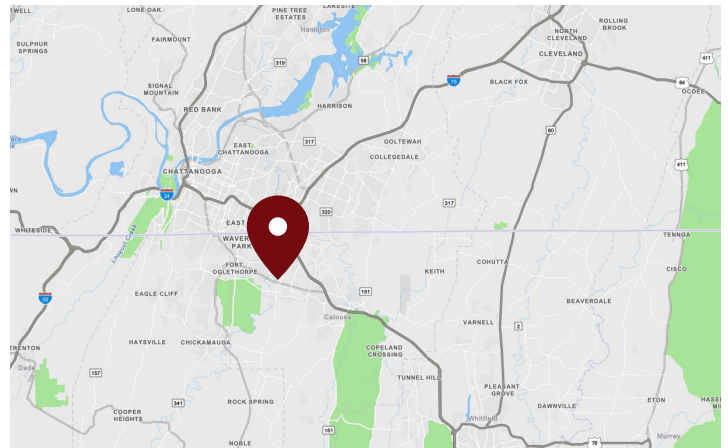 LONE OAK
PINE TREE
ESTATES
LAKESITE
ROLLING
BROOK
SULPHUR
SPRINGS
FAIRMOUNT
Hamilton
NORTH
CLEVELAND
CLEVELAND
411
319
58
64
SIGNAL
MOUNTAIN
75
BLACK FOX
OCOEE
RED BANK
HARRISON
60
EAST
CHATTANOOGA
317
OOLTEWAH
COLLEGEDALE
411
CHATTANOOGA
24
317
320
EAST
WHITESIDE
Lookout Creek
PARK
TENNGA
FORT
OGLETHORPE
KEITH
COHUTTA
CISCO
EAGLE CLIFF
151
59
BEAVERDALE
Catoosa
VARNELL
2
HAYSVILLE
CHICKAMAUGA
TRENTON
COPELAND
CROSSING
Dade
157
TUNNEL HILL
PLEASANT
GROVE
341
ROCK SPRING
COOPER
HEIGHTS
DAWNVILLE
ETON
Whitfield
151
NOBLE
76
Murray